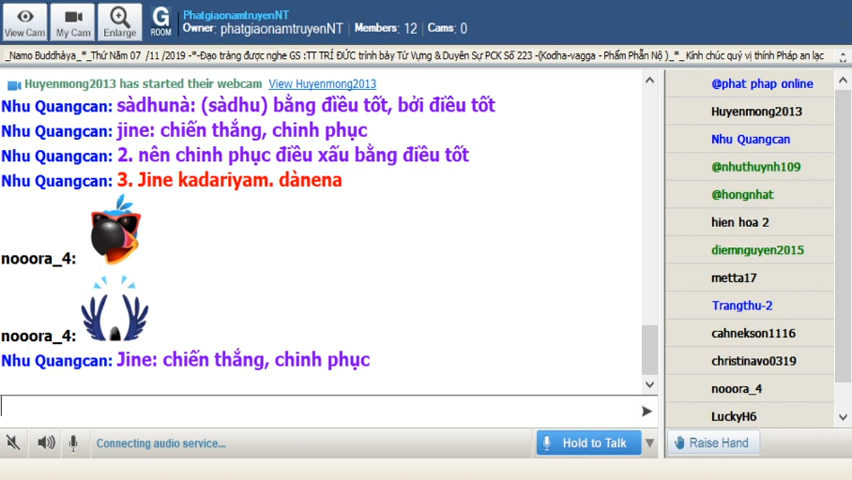 View Cam
My Cam
Enlarge
G
ROOM
PhatgiaonamtruyenNT
Owner: phatgiaonamtruyenNT Members: 12 Cams: 0
_Namo Buddhàya_*_Thứ Năm 07 /11 /2019 -*-Đạo tràng được nghe GS :TT TRÍ ĐỨC trình bày Từ Vựng & Duyên Sự PCK Số 223 -(Kodha-vagga - Phẩm Phẫn Nộ )_*_ Kính chúc quý vị thính Pháp an lạc
Huyenmong2013 has started their webcam View Huyenmong2013
Nhu Quangcan: sàdhunà: (sàdhu) bằng điều tốt, bởi điều tốt
Nhu Quangcan: jine: chiến thắng, chinh phục
Nhu Quangcan: 2. nên chinh phục điều xấu bằng điều tốt
Nhu Quangcan: 3. Jine kadariyam. dànena
nooora_4:
nooora_4:
Nhu Quangcan: Jine: chiến thắng, chinh phục
@phat phap online
Huyenmong2013
Nhu Quangcan
@nhuthuynh109
@hongnhat
hien hoa 2
diemnguyen2015
metta17
Trangthu-2
cahnekson1116
christinavo0319
nooora_4
LuckyH6
Connecting audio service...
Hold to Talk
Raise Hand